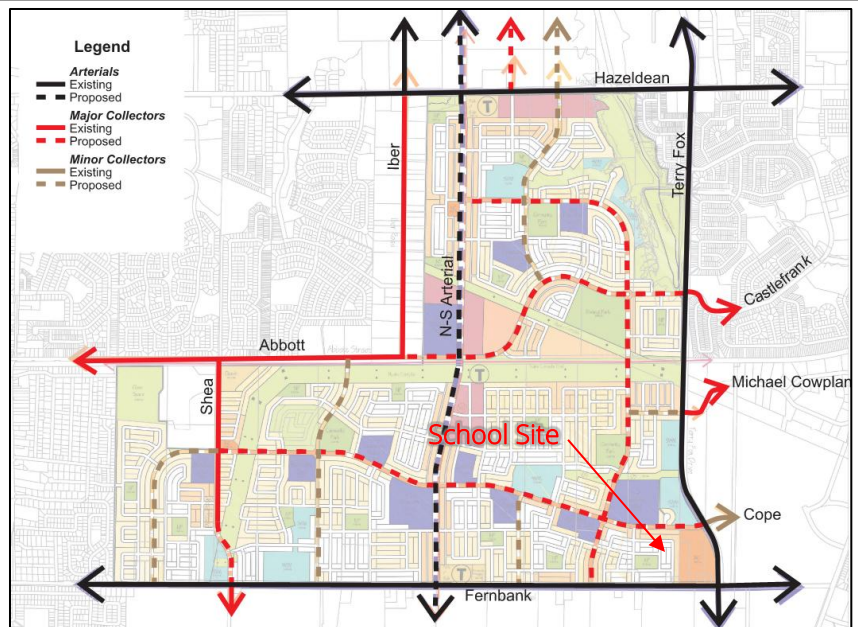 Legend
Arterials
Existing
Proposed
Major Collectors
Existing
Proposed
Minor Collectors
Existing
Proposed
Hazeldean
T
Iber
Terry Fox
N-S Arterial
Castlefrank
Abbott
T
Shea
Michael Cowplan
School Site
Cope
T
Fernbank